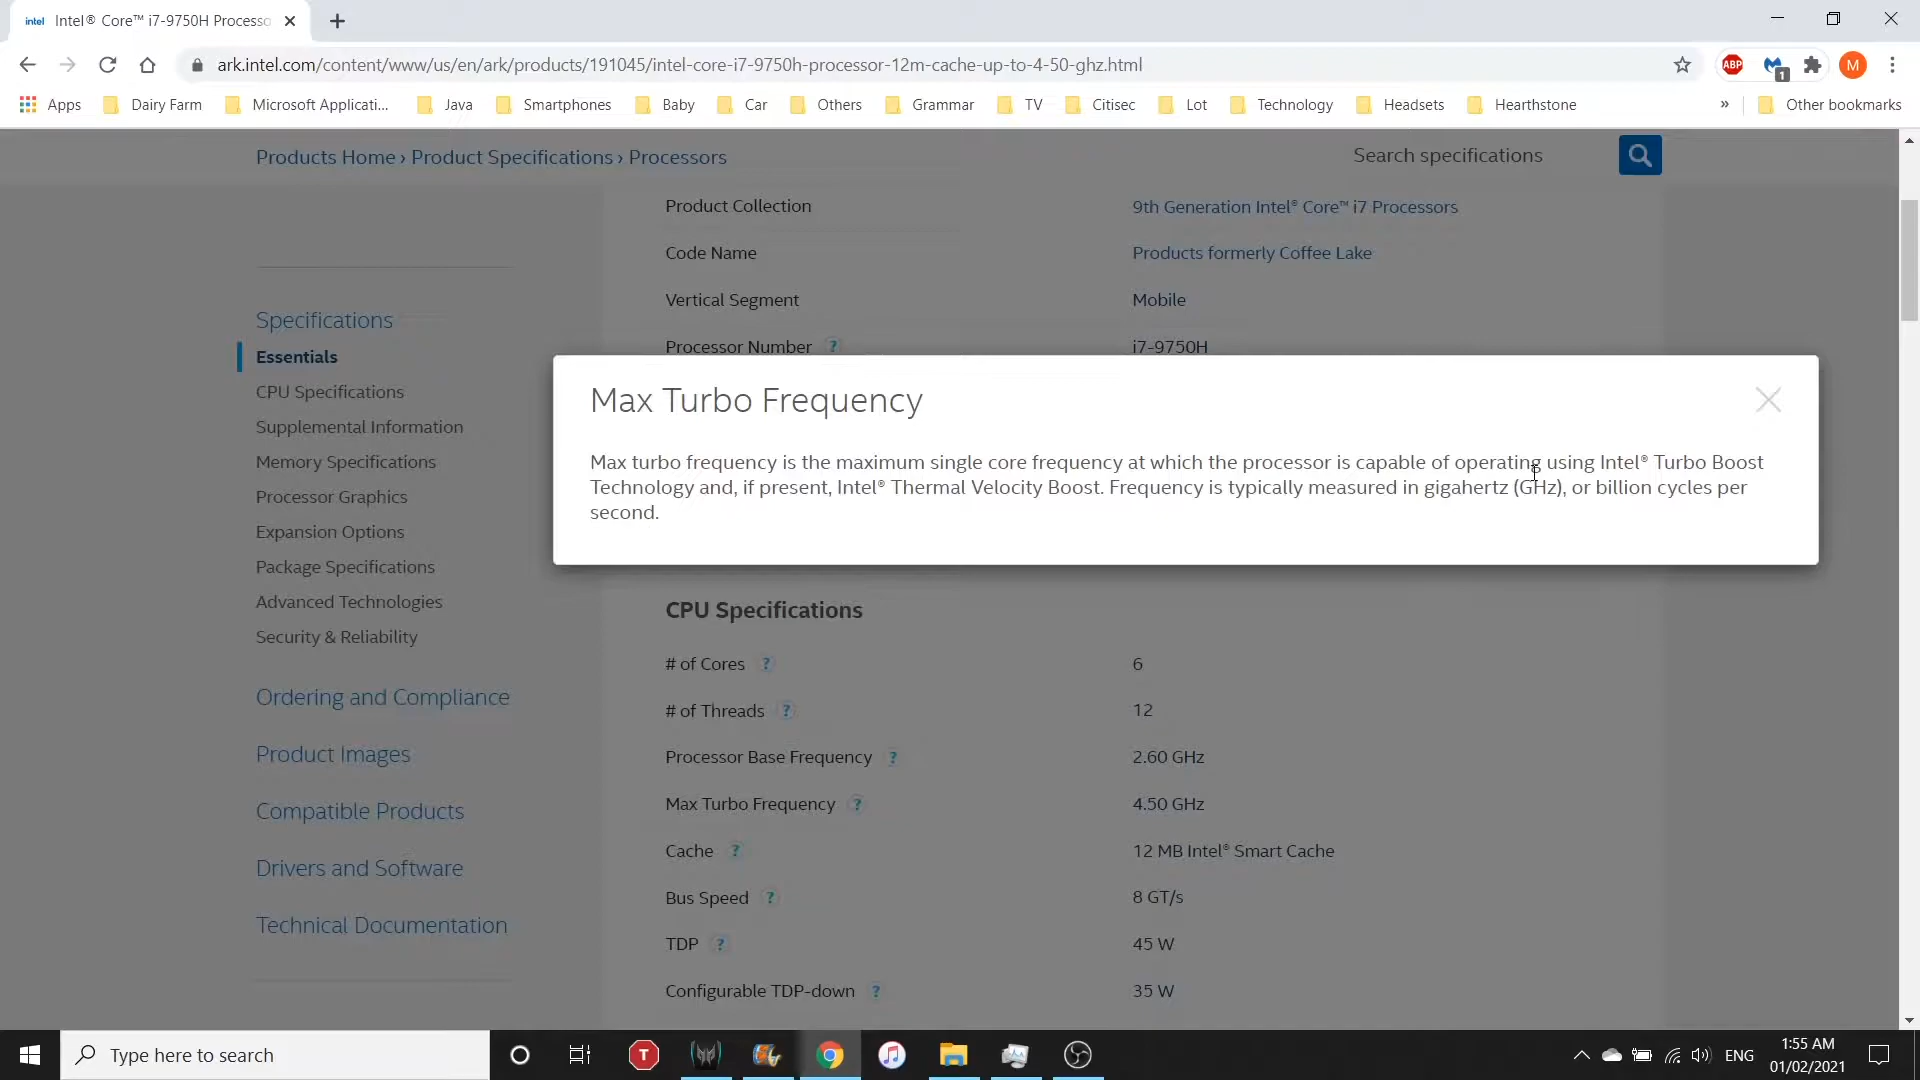 intel Intel® Core™ i7-9750H Processo
ark.intel.com/content/www/us/en/ark/products/191045/intel-core-i7-9750h-processor-12m-cache-up-to-4-50-ghz.html
ABP 1 M
Apps Dairy Farm Microsoft Applicati... Java Smartphones Baby Car Others Grammar TV Citisec Lot Technology Headsets Hearthstone » Other bookmarks
Products Home › Product Specifications › Processors
Search specifications
Product Collection 9th Generation Intel® Core™ i7 Processors
Code Name Products formerly Coffee Lake
Vertical Segment Mobile
Processor Number ? i7-9750H
Specifications
Essentials
CPU Specifications
Supplemental Information
Memory Specifications
Processor Graphics
Expansion Options
Package Specifications
Advanced Technologies
Security & Reliability
Ordering and Compliance
Product Images
Compatible Products
Drivers and Software
Technical Documentation
Max Turbo Frequency
Max turbo frequency is the maximum single core frequency at which the processor is capable of operating using Intel® Turbo Boost
Technology and, if present, Intel® Thermal Velocity Boost. Frequency is typically measured in gigahertz (GHz), or billion cycles per
second.
CPU Specifications
# of Cores ? 6
# of Threads ? 12
Processor Base Frequency ? 2.60 GHz
Max Turbo Frequency ? 4.50 GHz
Cache ? 12 MB Intel® Smart Cache
Bus Speed ? 8 GT/s
TDP ? 45 W
Configurable TDP-down ? 35 W
Type here to search
T
ENG
1:55 AM
01/02/2021